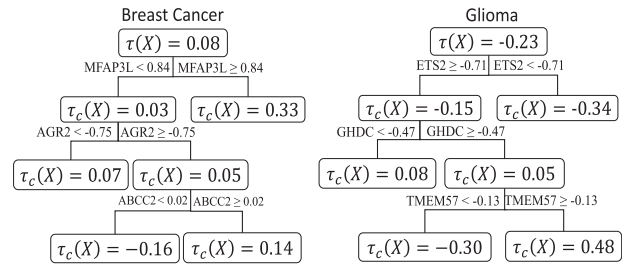 Breast Cancer
τ(X) = 0.08
MFAP3L < 0.84 MFAP3L ≥ 0.84
τc(X) = 0.03 τc(X) = 0.33
AGR2 < -0.75 AGR2 ≥ -0.75
τc(X) = 0.07 τc(X) = 0.05
ABCC2 < 0.02 ABCC2 ≥ 0.02
τc(X) = −0.16 τc(X) = 0.14
Glioma
τ(X) = -0.23
ETS2 ≥ -0.71 ETS2 < -0.71
τc(X) = -0.15 τc(X) = -0.34
GHDC < -0.47 GHDC ≥ -0.47
τc(X) = 0.08 τc(X) = 0.05
TMEM57 < -0.13 TMEM57 ≥ -0.13
τc(X) = −0.30 τc(X) = 0.48